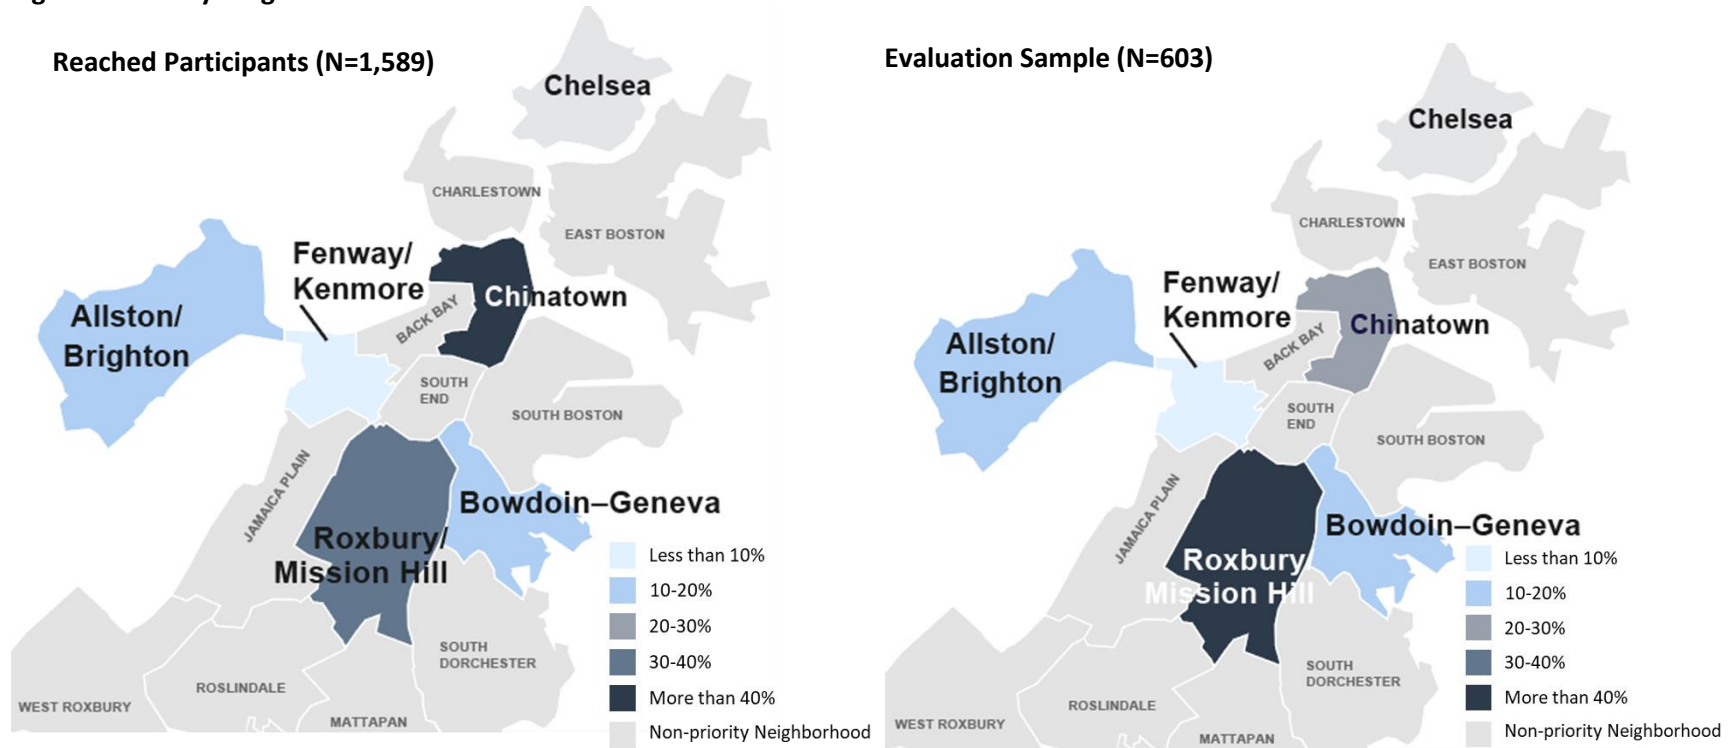 Reached Participants (N=1,589)
Chelsea
CHARLESTOWN
EAST BOSTON
Fenway/
Kenmore
Chinatown
BACK BAY
Allston/
Brighton
SOUTH
END
SOUTH BOSTON
JAMAICA PLAIN
Bowdoin–Geneva
Roxbury/
Mission Hill
SOUTH
DORCHESTER
ROSLINDALE
WEST ROXBURY
MATTAPAN
Less than 10%
10-20%
20-30%
30-40%
More than 40%
Non-priority Neighborhood
Evaluation Sample (N=603)
Chelsea
CHARLESTOWN
EAST BOSTON
Fenway/
Kenmore
Chinatown
BACK BAY
Allston/
Brighton
SOUTH
END
SOUTH BOSTON
JAMAICA PLAIN
Bowdoin–Geneva
Roxbury
Mission Hill
SOUTH
DORCHESTER
ROSLINDALE
WEST ROXBURY
MATTAPAN
Less than 10%
10-20%
20-30%
30-40%
More than 40%
Non-priority Neighborhood